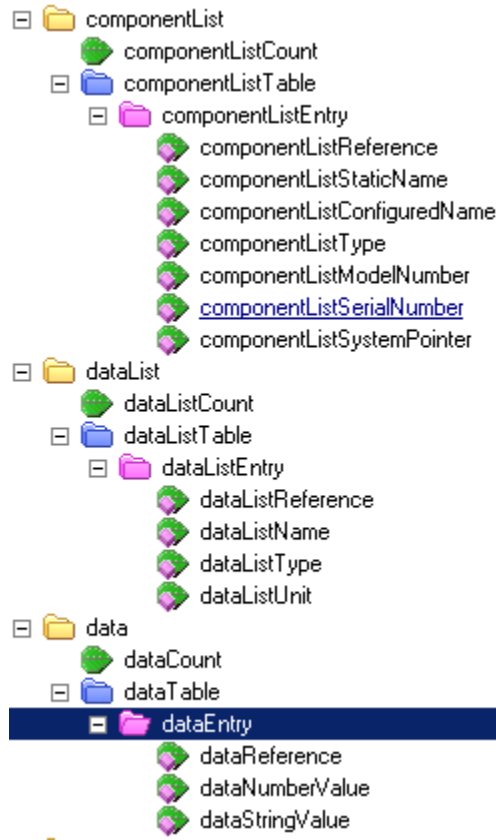 componentList
componentListCount
componentListTable
componentListEntry
componentListReference
componentListStaticName
componentListConfiguredName
componentListType
componentListModelNumber
componentListSerialNumber
componentListSystemPointer
dataList
dataListCount
dataListTable
dataListEntry
dataListReference
dataListName
dataListType
dataListUnit
data
dataCount
dataTable
dataEntry
dataReference
dataNumberValue
dataStringValue